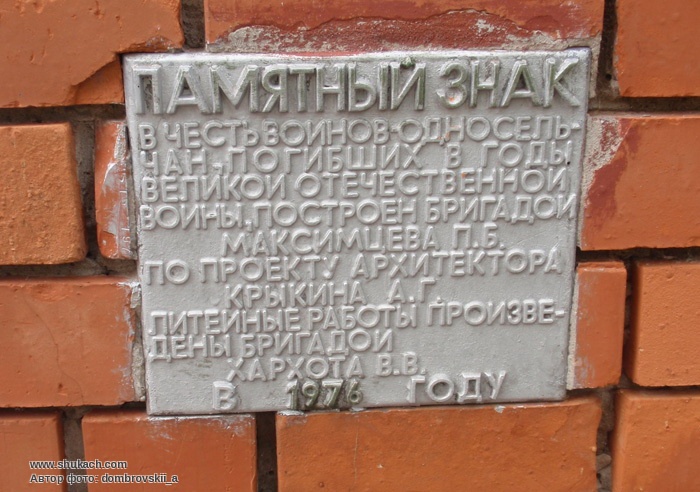 ПАМЯТНЫЙ ЗНАК
В ЧЕСТЬ ВОИНОВ-ОДНОСЕЛЬ-
ЧАН, ПОГИБШИХ В ГОДЫ
ВЕЛИКОЙ ОТЕЧЕСТВЕННОЙ
ВОЙНЫ, ПОСТРОЕН БРИГАДОЙ
МАКСИМЦЕВА П.Б.
ПО ПРОЕКТУ АРХИТЕКТОРА
КРЫКИНА А.Г.
ЛИТЕЙНЫЕ РАБОТЫ ПРОИЗВЕ-
ДЕНЫ БРИГАДОЙ
ХАРХОТА В.В.
В 1976 ГОДУ
www.shukach.com
Автор фото: dombrovskii_a